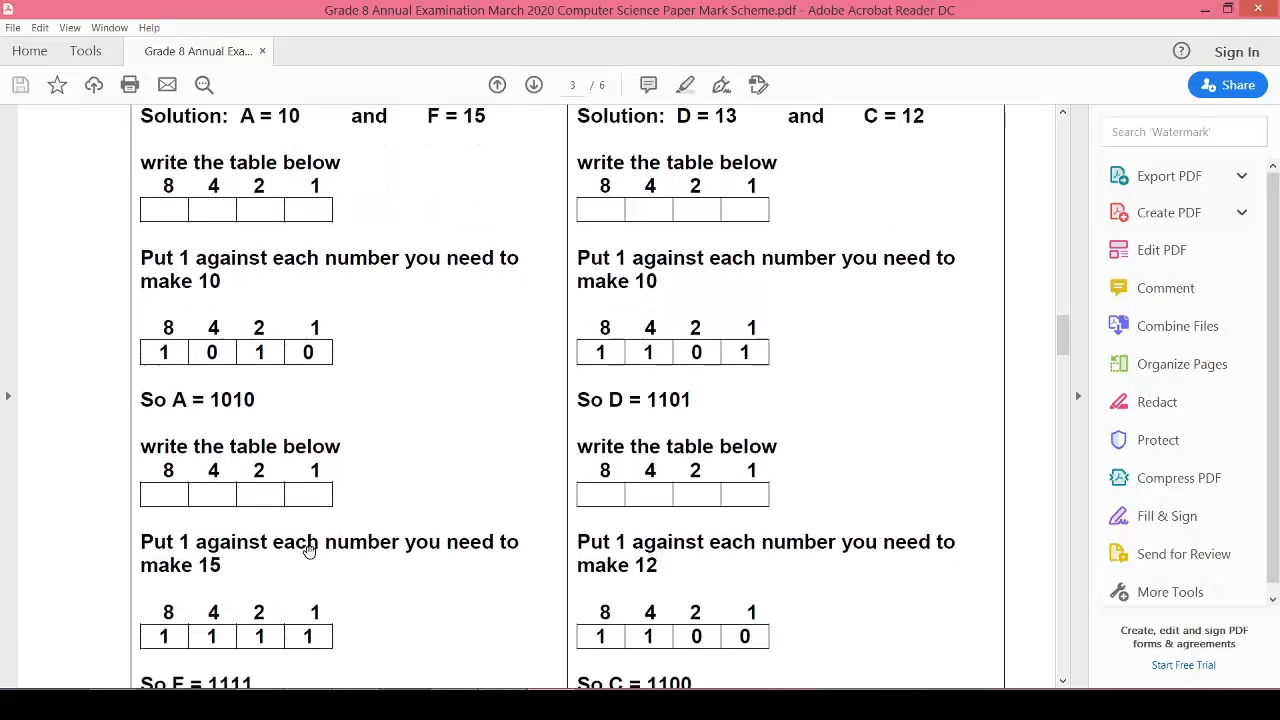 Grade 8 Annual Examination March 2020 Computer Science Paper Mark Scheme.pdf - Adobe Acrobat Reader DC
File Edit View Window Help
Home Tools Grade 8 Annual Exa... × Sign In
3 / 6 Share
Solution: A = 10 and F = 15
write the table below
8 4 2 1
Put 1 against each number you need to
make 10
8 4 2 1
1 0 1 0
So A = 1010
write the table below
8 4 2 1
Put 1 against each number you need to
make 15
8 4 2 1
1 1 1 1
So F = 1111
Solution: D = 13 and C = 12
write the table below
8 4 2 1
Put 1 against each number you need to
make 10
8 4 2 1
1 1 0 1
So D = 1101
write the table below
8 4 2 1
Put 1 against each number you need to
make 12
8 4 2 1
1 1 0 0
So C = 1100
Search 'Watermark'
Export PDF
Create PDF
Edit PDF
Comment
Combine Files
Organize Pages
Redact
Protect
Compress PDF
Fill & Sign
Send for Review
More Tools
Create, edit and sign PDF
forms & agreements
Start Free Trial